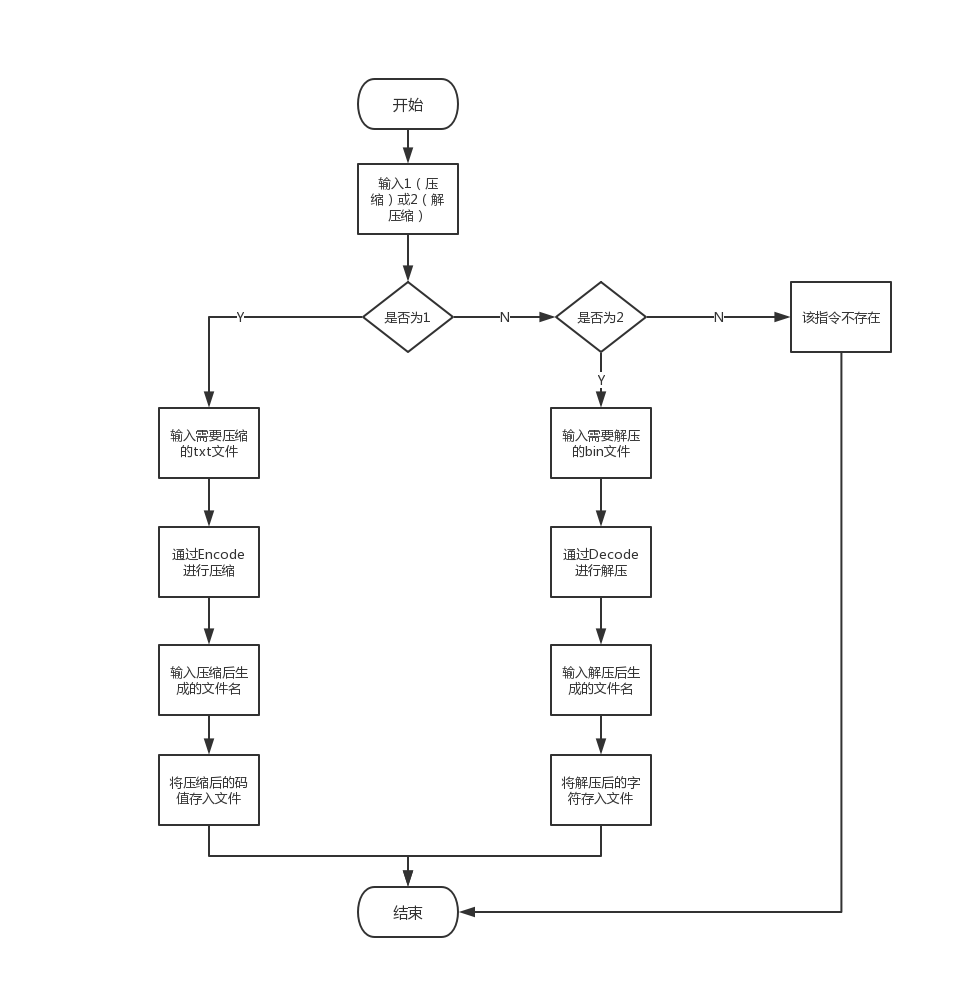 开始
输入1（压
缩）或2（解
压缩）
Y
是否为1
N
是否为2
N
该指令不存在
Y
输入需要压缩
的txt文件
输入需要解压
的bin文件
通过Encode
进行压缩
通过Decode
进行解压
输入压缩后生
成的文件名
输入解压后生
成的文件名
将压缩后的码
值存入文件
将解压后的字
符存入文件
结束